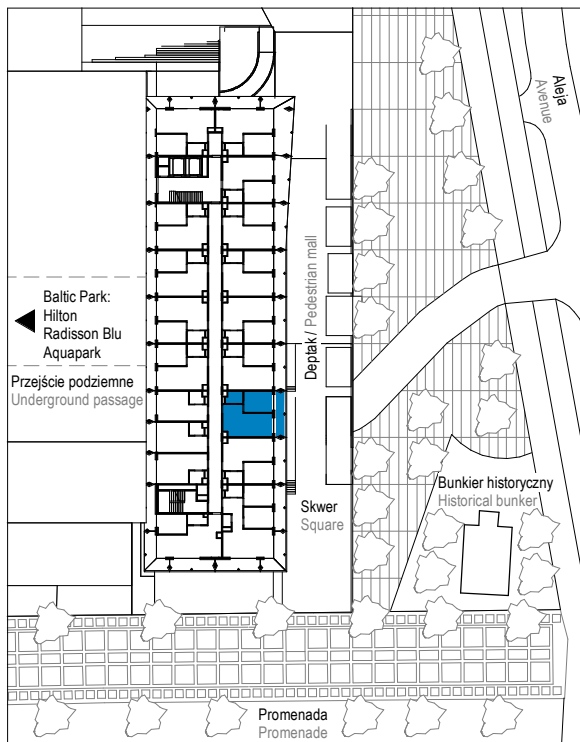 Aleja
Avenue
Deptak / Pedestrian mall
Baltic Park:
Hilton
Radisson Blu
Aquapark
Przejście podziemne
Underground passage
Bunkier historyczny
Historical bunker
Skwer
Square
Promenada
Promenade